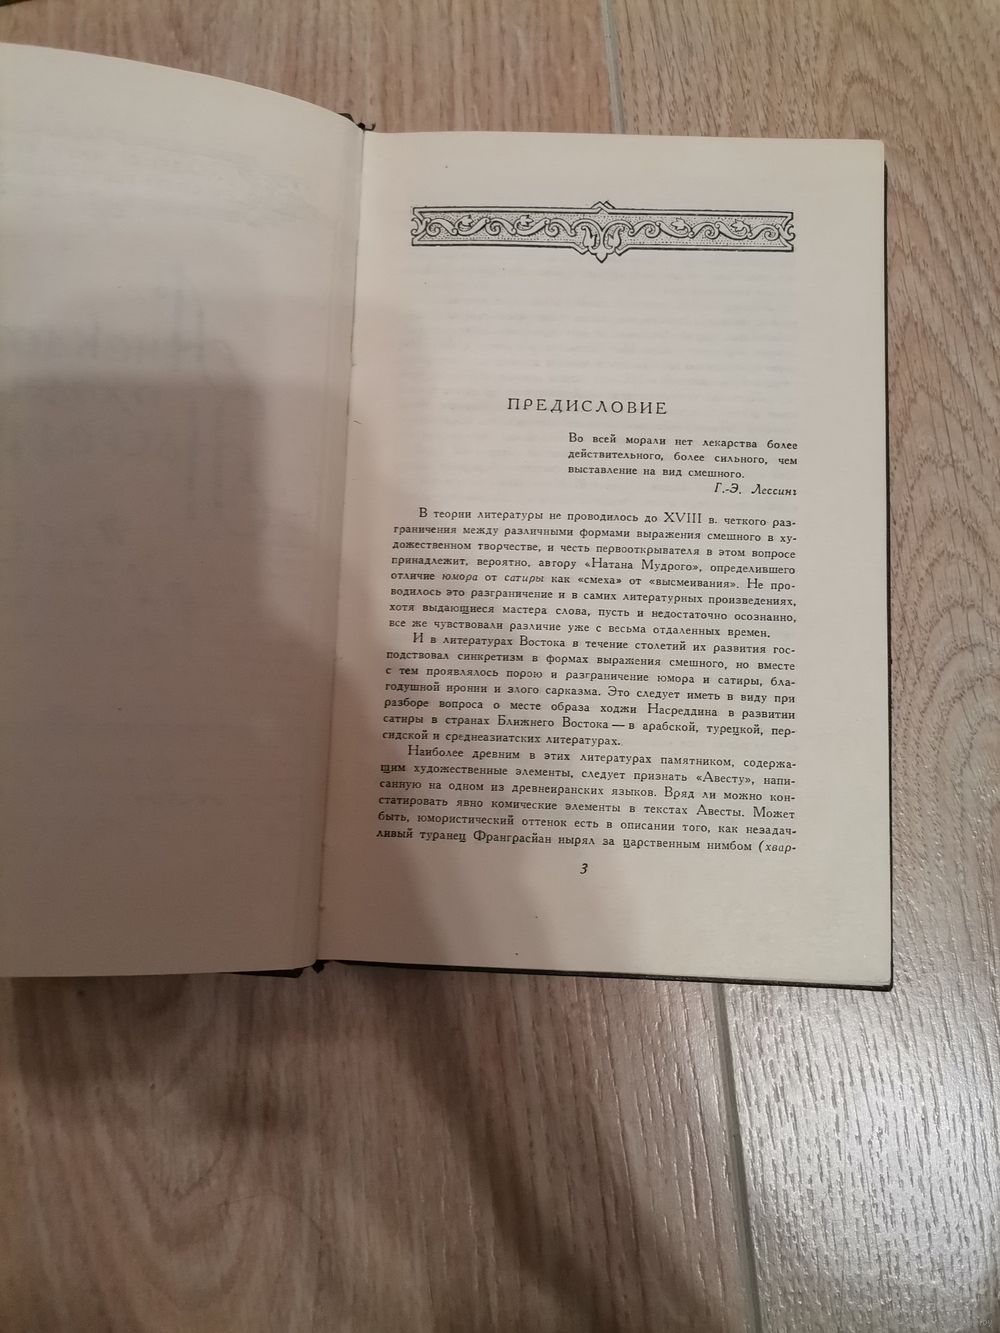 ПРЕДИСЛОВИЕ
Во всей морали нет лекарства более
действительного, более сильного, чем
выставление на вид смешного.
Г.-Э. Лессинг
В теории литературы не проводилось до XVIII в. четкого раз-
граничения между различными формами выражения смешного в ху-
дожественном творчестве, и честь первооткрывателя в этом вопросе
принадлежит, вероятно, автору «Натана Мудрого», определившего
отличие юмора от сатиры как «смеха» от «высмеивания». Не про-
водилось это разграничение и в самих литературных произведениях,
хотя выдающиеся мастера слова, пусть и недостаточно осознанно,
все же чувствовали различие уже с весьма отдаленных времен.
И в литературах Востока в течение столетий их развития гос-
подствовал синкретизм в формах выражения смешного, но вместе
с тем проявлялось порою и разграничение юмора и сатиры, бла-
годушной иронии и злого сарказма. Это следует иметь в виду при
разборе вопроса о месте образа ходжи Насреддина в развитии
сатиры в странах Ближнего Востока — в арабской, турецкой, пер-
сидской и среднеазиатских литературах.
Наиболее древним в этих литературах памятником, содержа-
щим художественные элементы, следует признать «Авесту», напи-
санную на одном из древнеиранских языков. Вряд ли можно кон-
статировать явно комические элементы в текстах Авесты. Может
быть, юмористический оттенок есть в описании того, как незадач-
ливый туранец Франграсйан нырял за царственным нимбом (хвар-
3